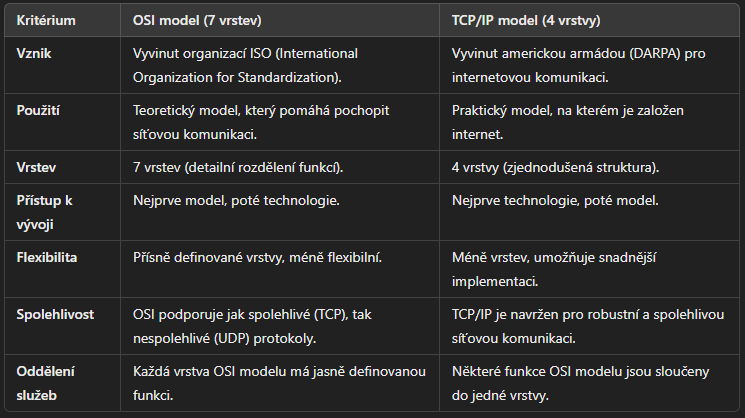 Kritérium OSI model (7 vrstev) TCP/IP model (4 vrstvy)
Vznik Vyvinut organizací ISO (International Vyvinut americkou armádou (DARPA) pro
Organization for Standardization). internetovou komunikaci.
Použití Teoretický model, který pomáhá pochopit Praktický model, na kterém je založen
síťovou komunikaci. internet.
Vrstev 7 vrstev (detailní rozdělení funkcí). 4 vrstvy (zjednodušená struktura).
Přístup k Nejprve model, poté technologie. Nejprve technologie, poté model.
vývoji
Flexibilita Přísně definované vrstvy, méně flexibilní. Méně vrstev, umožňuje snadnější
implementaci.
Spolehlivost OSI podporuje jak spolehlivé (TCP), tak TCP/IP je navržen pro robustní a spolehlivou
nespolehlivé (UDP) protokoly. síťovou komunikaci.
Oddělení Každá vrstva OSI modelu má jasně definovanou Některé funkce OSI modelu jsou sloučeny
služeb funkci. do jedné vrstvy.